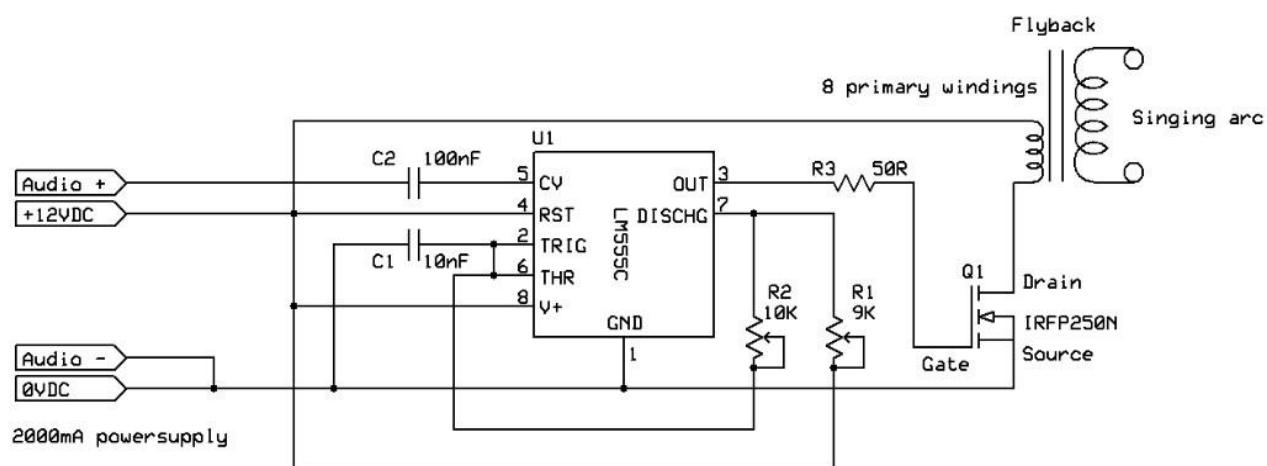 Flyback
8 primary windings
Singing arc
U1
C2 100nF
R3 50R
Audio +
5 CV
OUT 3
+12VDC
4 RST
DISCHG 7
2 TRIG
LM555C
C1 10nF
6 THR
8 V+
R2
10K
R1
9K
Q1
Drain
IRFP250N
Source
GND
1
Gate
Audio -
0VDC
2000mA powersupply